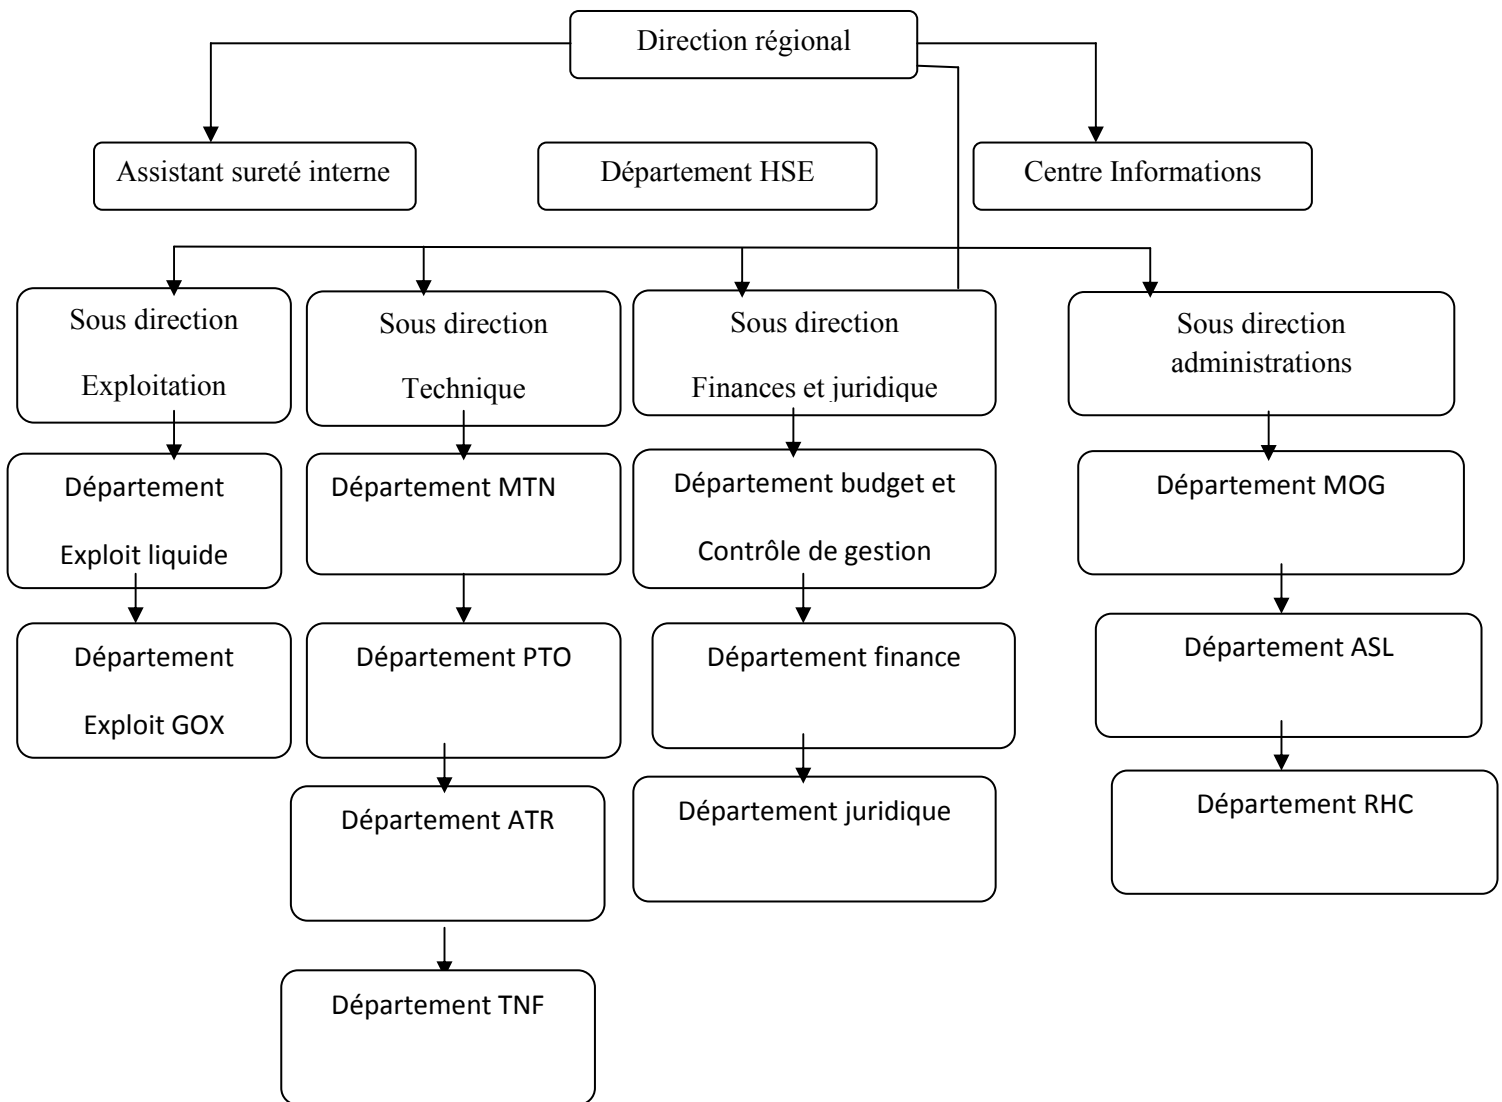 Direction régional
Assistant sureté interne
Département HSE
Centre Informations
Sous direction
Exploitation
Sous direction
Technique
Sous direction
Finances et juridique
Sous direction
administrations
Département
Exploit liquide
Département MTN
Département budget et
Contrôle de gestion
Département MOG
Département
Exploit GOX
Département PTO
Département finance
Département ASL
Département ATR
Département juridique
Département RHC
Département TNF